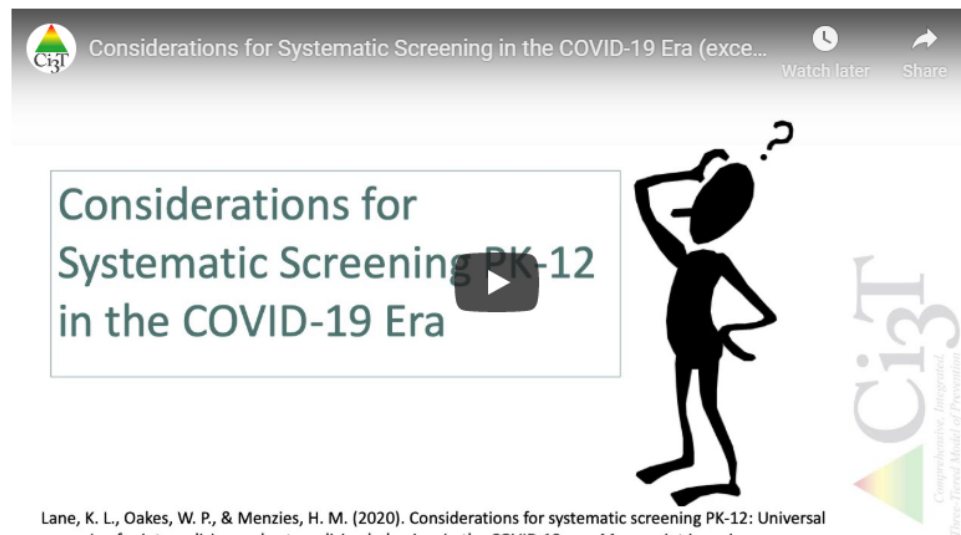 Ci3T
Considerations for Systematic Screening in the COVID-19 Era (exce...
Watch later
Share
?
Considerations for
Systematic Screening PK-12
in the COVID-19 Era
Ci3T
Comprehensive, Integrated,
Three-Tiered Model of Prevention
Lane, K. L., Oakes, W. P., & Menzies, H. M. (2020). Considerations for systematic screening PK-12: Universal